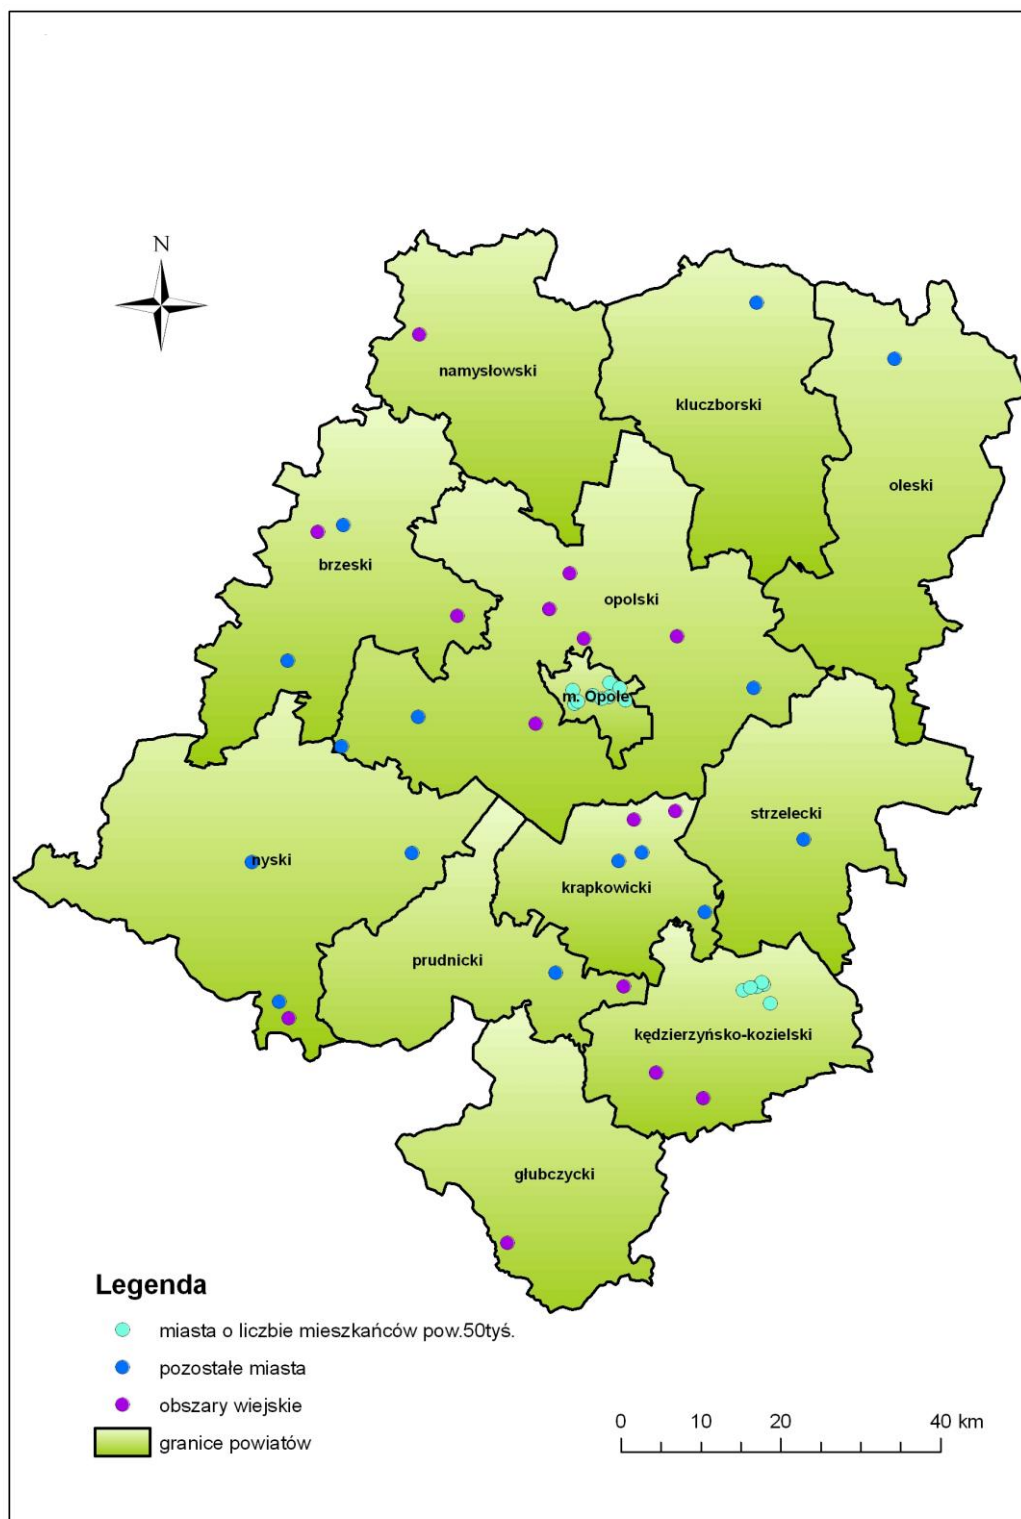 N
namysłowski
kluczborski
oleski
brzeski
opolski
m. Opole
strzelecki
nyski
krapkowicki
prudnicki
kędzierzyńsko-kozielski
głubczycki
Legenda
miasta o liczbie mieszkańców pow.50tyś.
pozostałe miasta
obszary wiejskie
granice powiatów
0 10 20 40 km